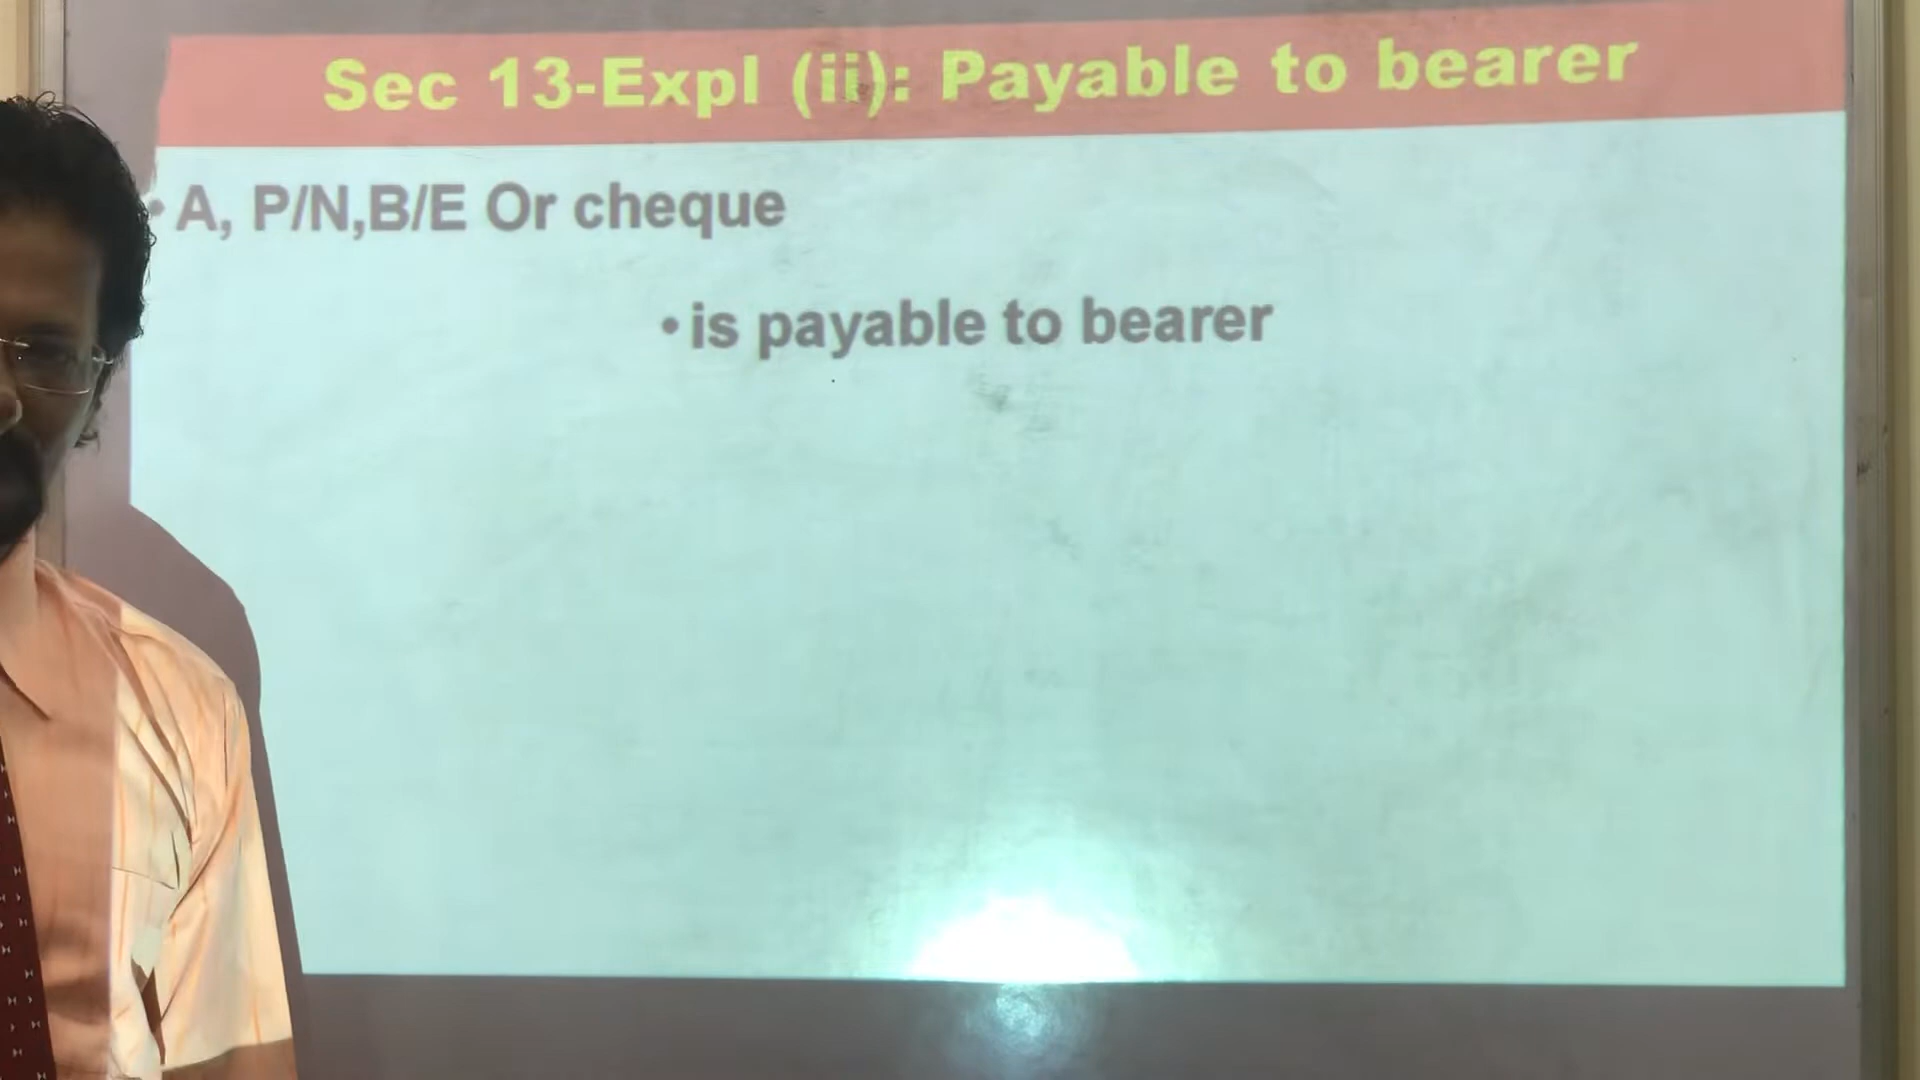 Sec 13-Expl (ii): Payable to bearer
• A, P/N,B/E Or cheque
• is payable to bearer